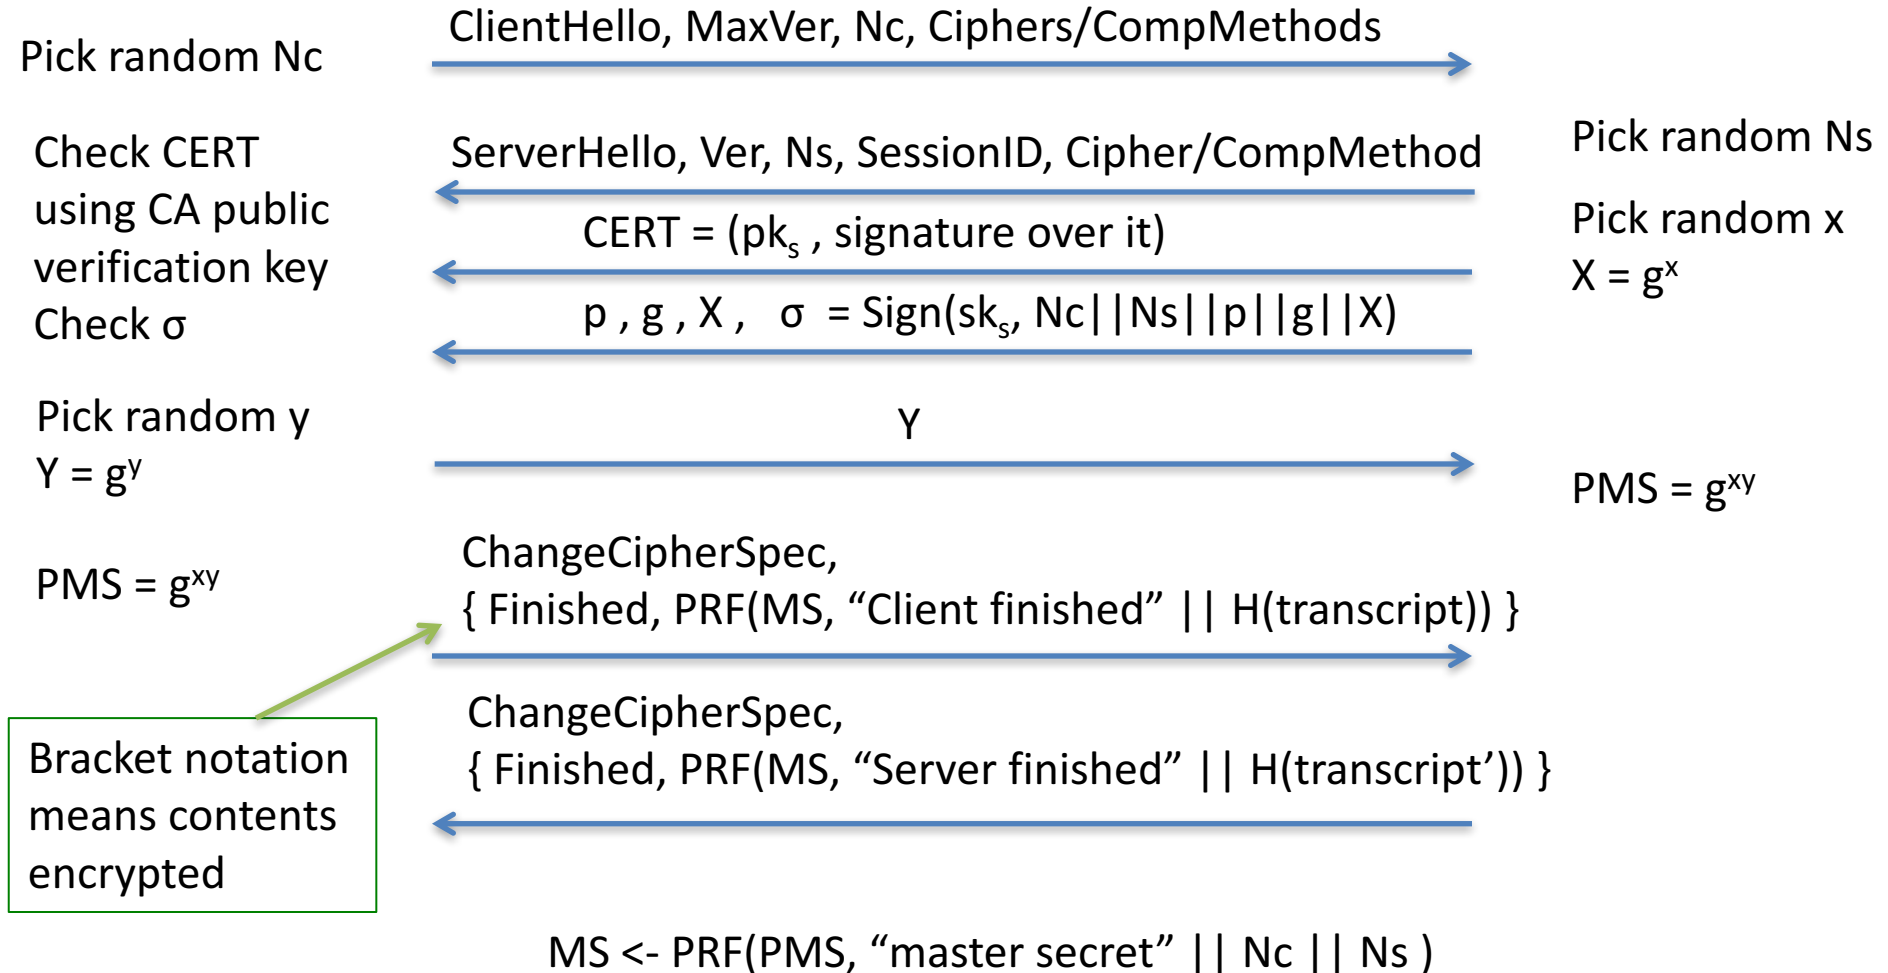 ClientHello, MaxVer, Nc, Ciphers/CompMethods
Pick random Nc
Pick random Ns
Check CERT
using CA public
verification key
Check σ
ServerHello, Ver, Ns, SessionID, Cipher/CompMethod
CERT = (pkₛ , signature over it)
Pick random x
X = gˣ
p , g , X , σ = Sign(skₛ, Nc||Ns||p||g||X)
Pick random y
Y = gʸ
Y
PMS = gˣʸ
PMS = gˣʸ
ChangeCipherSpec,
{ Finished, PRF(MS, “Client finished” || H(transcript)) }
ChangeCipherSpec,
{ Finished, PRF(MS, “Server finished” || H(transcript’)) }
Bracket notation
means contents
encrypted
MS <- PRF(PMS, “master secret” || Nc || Ns )